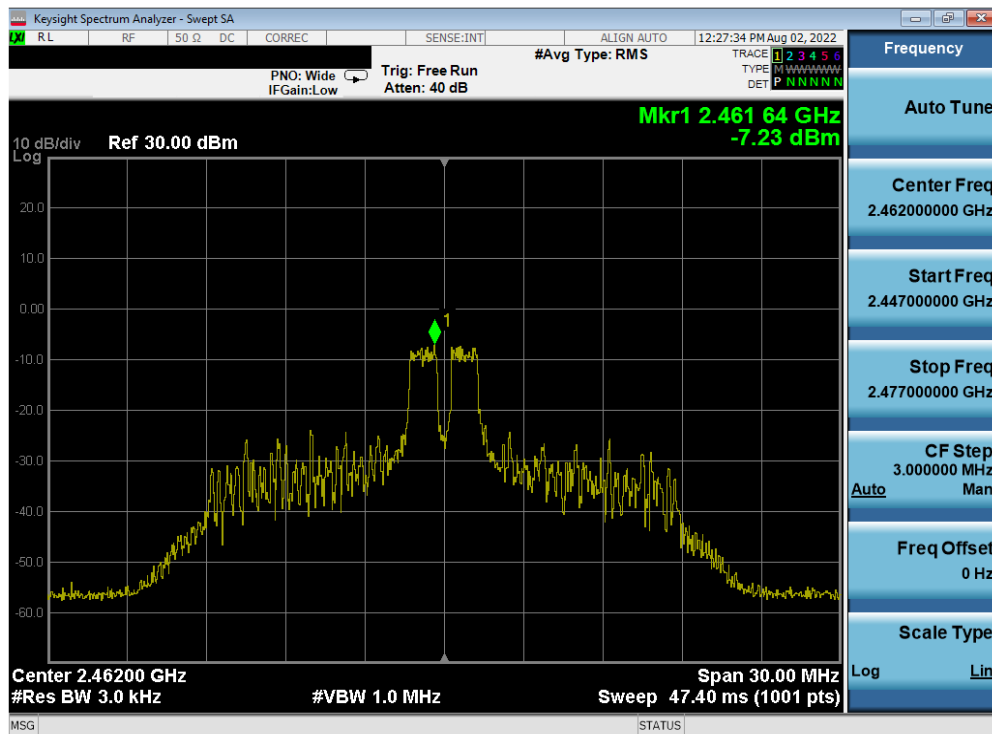 Keysight Spectrum Analyzer - Swept SA
LXI RL RF 50 Ω DC CORREC SENSE:INT ALIGN AUTO 12:27:34 PM Aug 02, 2022
#Avg Type: RMS TRACE 1 2 3 4 5 6
PNO: Wide Trig: Free Run TYPE M W W W W W
IFGain:Low Atten: 40 dB DET P N N N N N
Mkr1 2.461 64 GHz
-7.23 dBm
10 dB/div Ref 30.00 dBm
Log
20.0
10.0
0.00
1
-10.0
-20.0
-30.0
-40.0
-50.0
-60.0
Center 2.46200 GHz Span 30.00 MHz
#Res BW 3.0 kHz #VBW 1.0 MHz Sweep 47.40 ms (1001 pts)
MSG STATUS
Frequency
Auto Tune
Center Freq
2.462000000 GHz
Start Freq
2.447000000 GHz
Stop Freq
2.477000000 GHz
CF Step
3.000000 MHz
Auto Man
Freq Offset
0 Hz
Scale Type
Log Lin